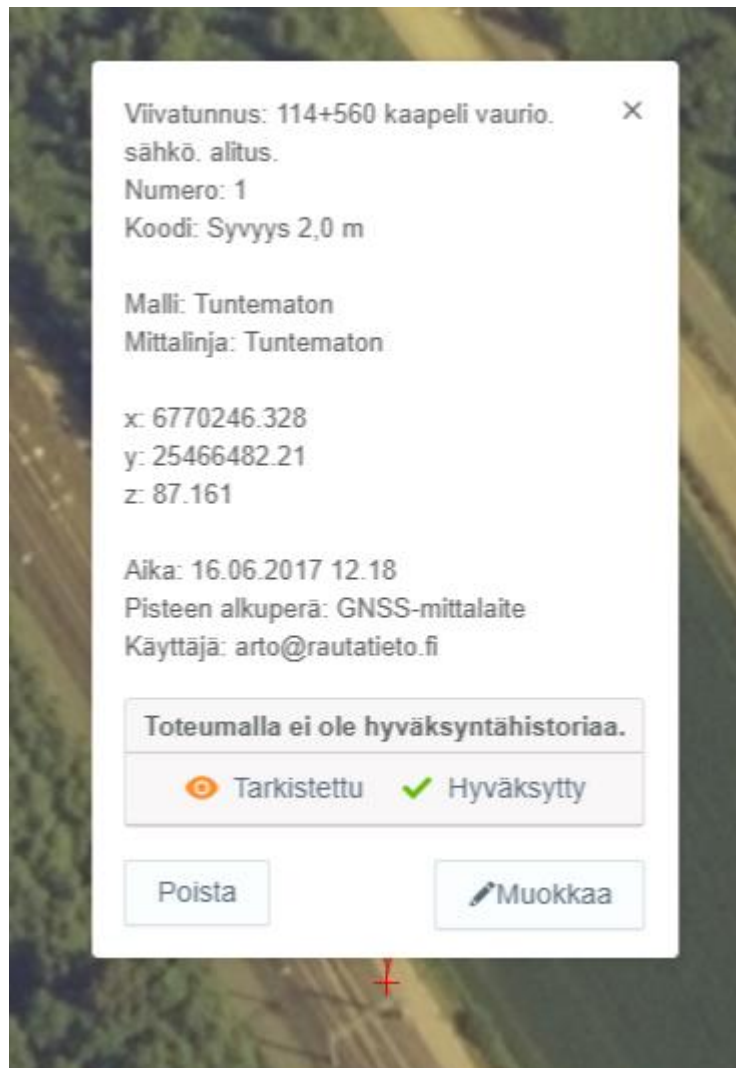 Viivatunnus: 114+560 kaapeli vaurio.
sähkö. alitus.
Numero: 1
Koodi: Syvyys 2,0 m
Malli: Tuntematon
Mittalinja: Tuntematon
x: 6770246.328
y: 25466482.21
z: 87.161
Aika: 16.06.2017 12.18
Pisteen alkuperä: GNSS-mittalaite
Käyttäjä: arto@rautatieto.fi
Toteumalla ei ole hyväksyntähistoriaa.
Tarkistettu Hyväksytty
Poista Muokkaa